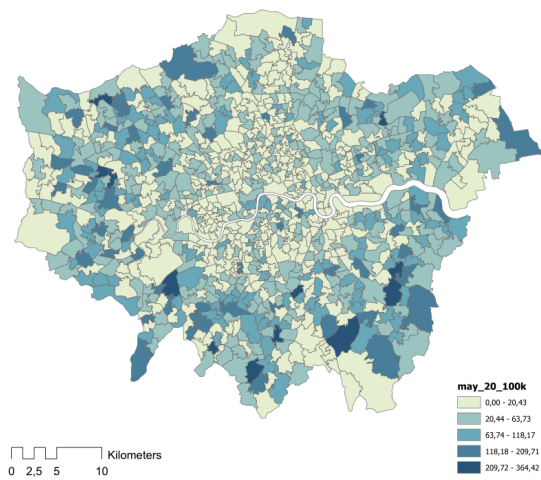 may_20_100k
0,00 - 20,43
20,44 - 63,73
63,74 - 118,17
118,18 - 209,71
209,72 - 364,42
Kilometers
0 2,5 5 10